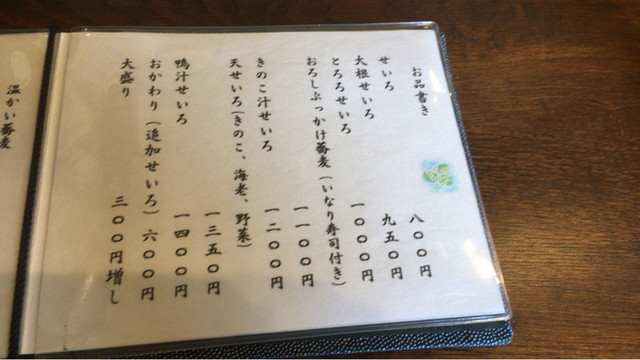 お品書き
せいろ 八〇〇円
大根せいろ 九五〇円
とろろせいろ 一〇〇〇円
おろしぶっかけ蕎麦(いなり寿司付き) 一一〇〇円
きのこ汁せいろ 一二〇〇円
天せいろ(きのこ、海老、野菜) 一三五〇円
鴨汁せいろ 一四〇〇円
おかわり(追加せいろ) 六〇〇円
大盛り 三〇〇円増し
温かい蕎麦